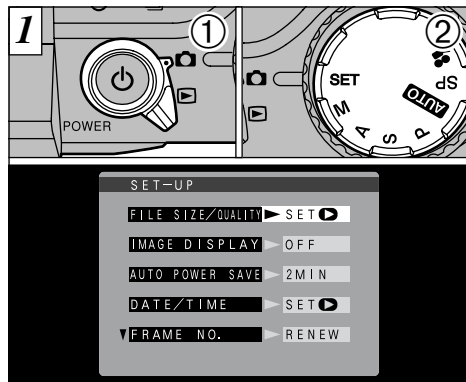 1
①
②
POWER
SET
M
A
S
P
AUTO
SP
SET–UP
FILE SIZE/QUALITY SET
IMAGE DISPLAY OFF
AUTO POWER SAVE 2MIN
DATE/TIME SET
FRAME NO. RENEW